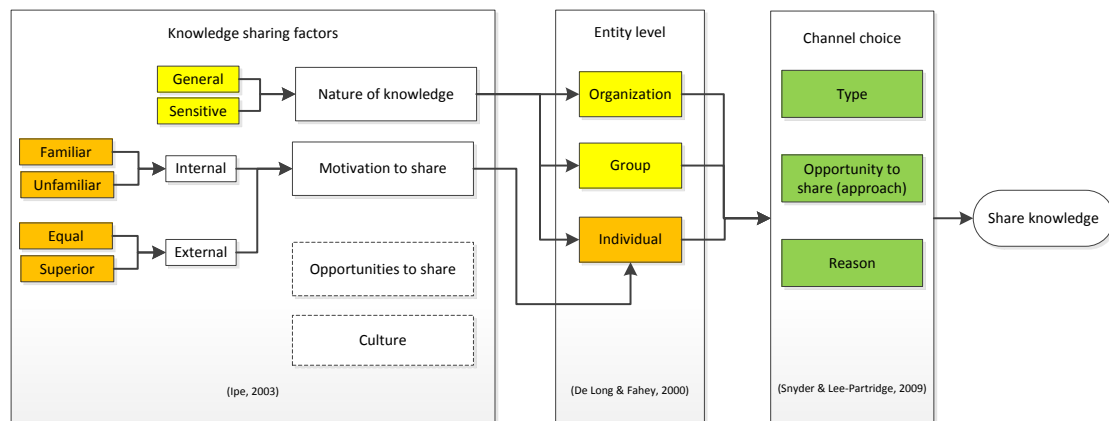 Knowledge sharing factors
General
Sensitive
Nature of knowledge
Familiar
Unfamiliar
Internal
Motivation to share
Equal
Superior
External
Opportunities to share
Culture
(Ipe, 2003)
Entity level
Organization
Group
Individual
(De Long & Fahey, 2000)
Channel choice
Type
Opportunity to
share (approach)
Reason
(Snyder & Lee-Partridge, 2009)
Share knowledge